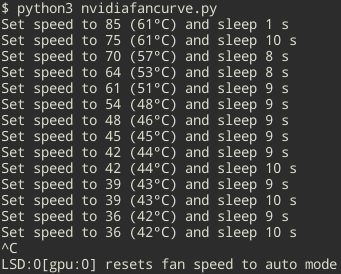 $ python3 nvidiafancurve.py
Set speed to 85 (61°C) and sleep 1 s
Set speed to 75 (61°C) and sleep 10 s
Set speed to 70 (57°C) and sleep 8 s
Set speed to 64 (53°C) and sleep 8 s
Set speed to 61 (51°C) and sleep 9 s
Set speed to 54 (48°C) and sleep 9 s
Set speed to 48 (46°C) and sleep 9 s
Set speed to 45 (45°C) and sleep 9 s
Set speed to 42 (44°C) and sleep 9 s
Set speed to 42 (44°C) and sleep 10 s
Set speed to 39 (43°C) and sleep 9 s
Set speed to 39 (43°C) and sleep 10 s
Set speed to 36 (42°C) and sleep 9 s
Set speed to 36 (42°C) and sleep 10 s
^C
LSD:0[gpu:0] resets fan speed to auto mode